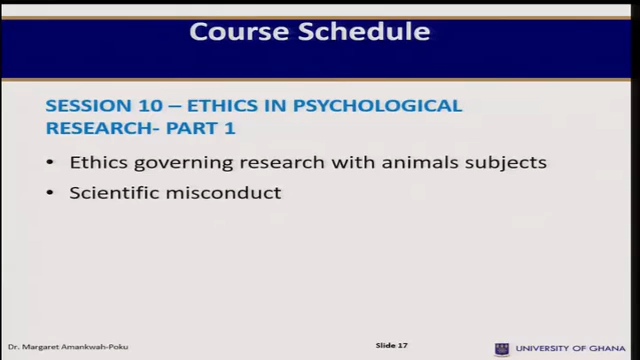 Course Schedule
SESSION 10 – ETHICS IN PSYCHOLOGICAL
RESEARCH- PART 1
• Ethics governing research with animals subjects
• Scientific misconduct
Dr. Margaret Amankwah-Poku
Slide 17
UNIVERSITY OF GHANA